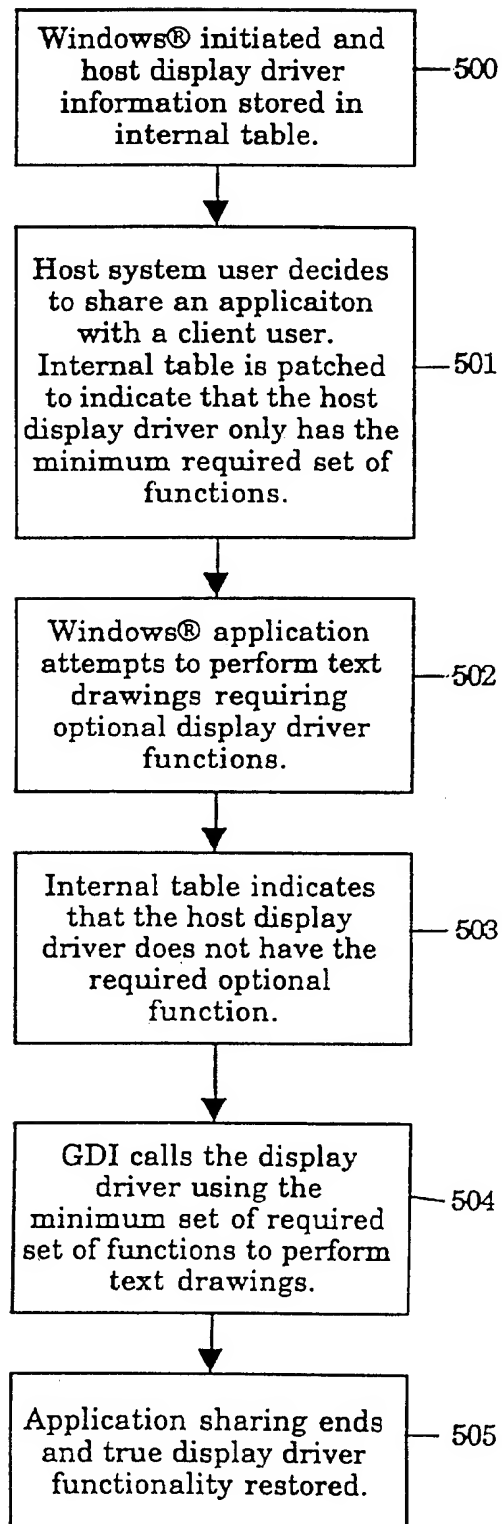 Windows® initiated and
host display driver
information stored in
internal table.
500
Host system user decides
to share an applicaiton
with a client user.
Internal table is patched
to indicate that the host
display driver only has the
minimum required set of
functions.
501
Windows® application
attempts to perform text
drawings requiring
optional display driver
functions.
502
Internal table indicates
that the host display
driver does not have the
required optional
function.
503
GDI calls the display
driver using the
minimum set of required
set of functions to perform
text drawings.
504
Application sharing ends
and true display driver
functionality restored.
505